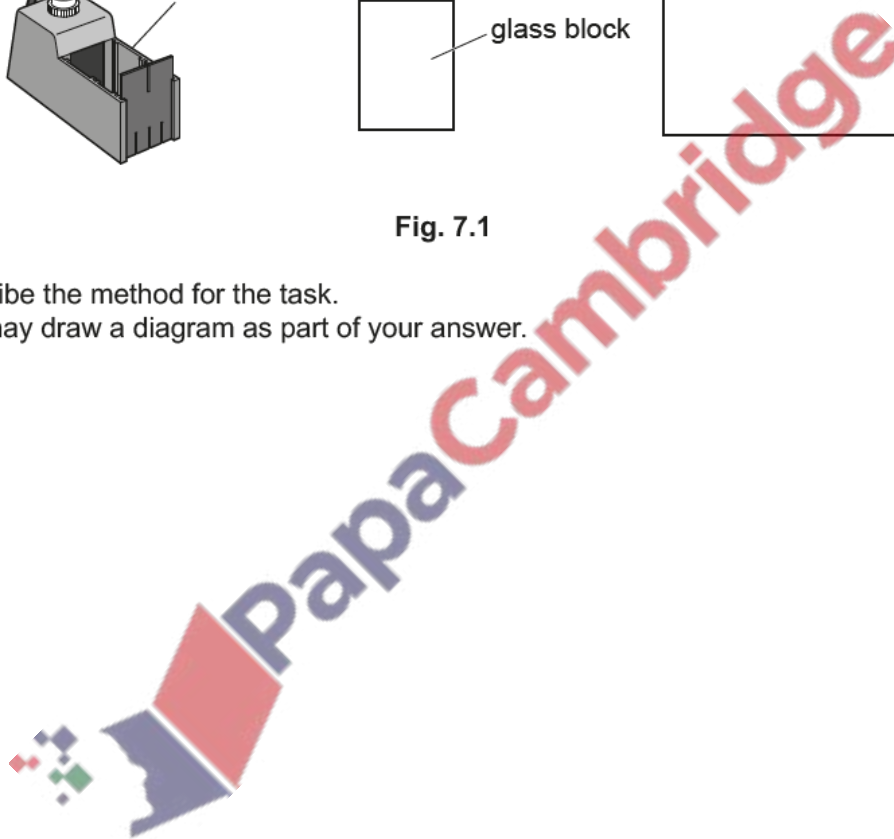 glass block
Fig. 7.1
ibe the method for the task.
nay draw a diagram as part of your answer.
PapaCambridge